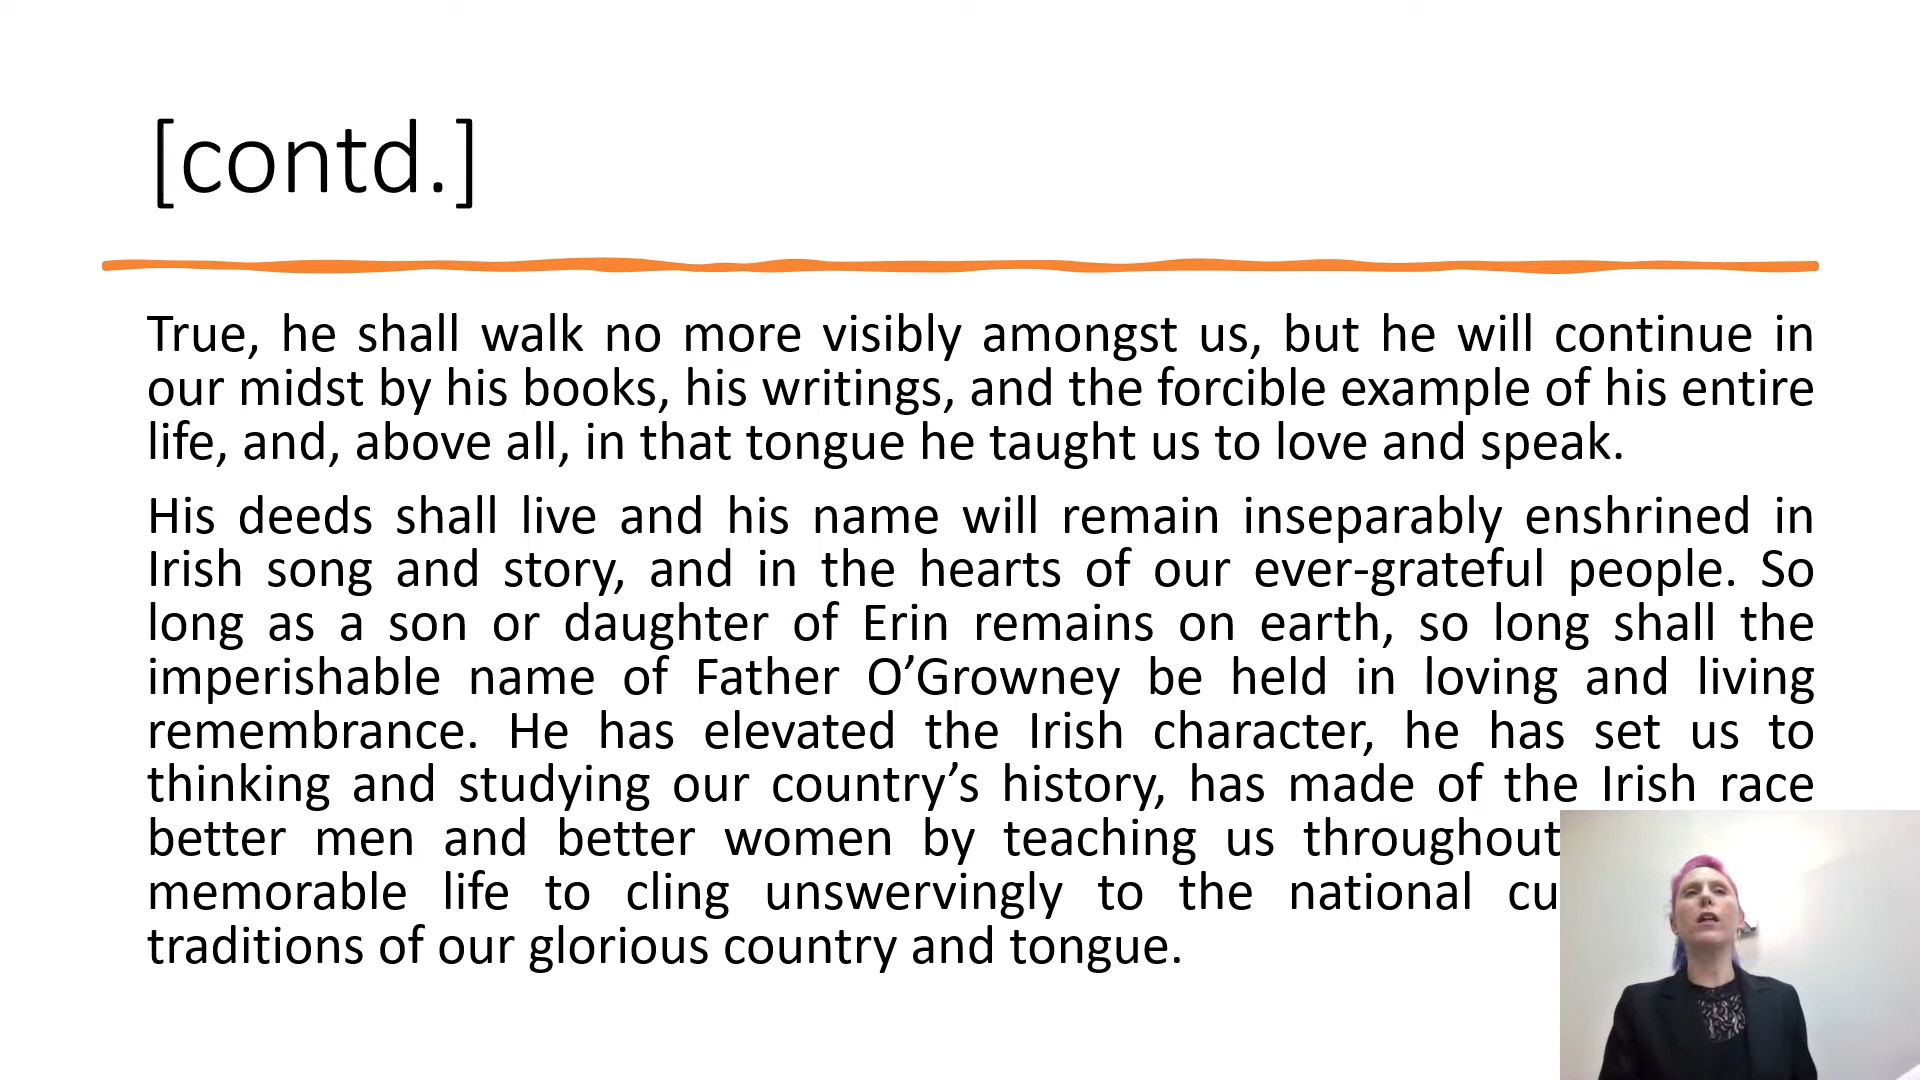 [contd.]
True, he shall walk no more visibly amongst us, but he will continue in
our midst by his books, his writings, and the forcible example of his entire
life, and, above all, in that tongue he taught us to love and speak.
His deeds shall live and his name will remain inseparably enshrined in
Irish song and story, and in the hearts of our ever-grateful people. So
long as a son or daughter of Erin remains on earth, so long shall the
imperishable name of Father O’Growney be held in loving and living
remembrance. He has elevated the Irish character, he has set us to
thinking and studying our country’s history, has made of the Irish race
better men and better women by teaching us throughout
memorable life to cling unswervingly to the national
traditions of our glorious country and tongue.